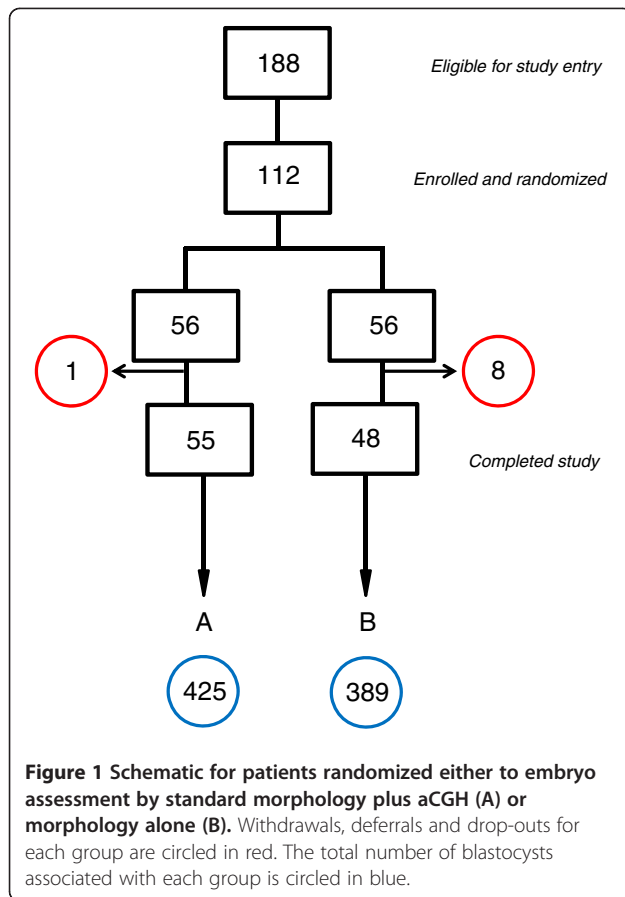 188
Eligible for study entry
112
Enrolled and randomized
56 56
1 8
55 48
Completed study
A B
425 389
Figure 1 Schematic for patients randomized either to embryo
assessment by standard morphology plus aCGH (A) or
morphology alone (B). Withdrawals, deferrals and drop-outs for
each group are circled in red. The total number of blastocysts
associated with each group is circled in blue.